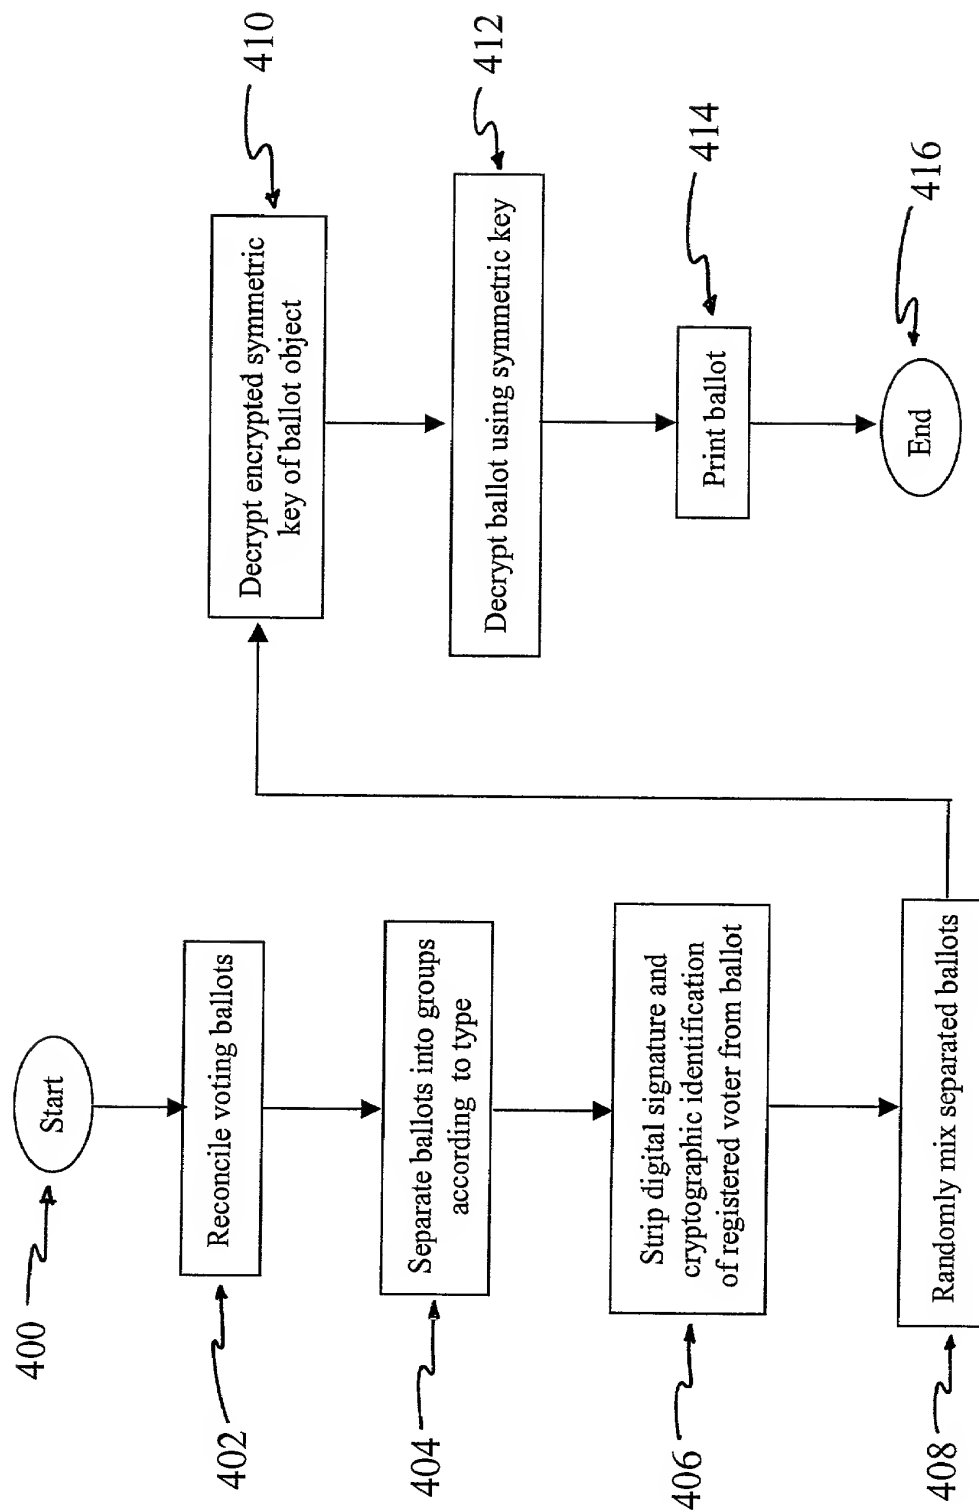 400
Start
402
Reconcile voting ballots
404
Separate ballots into groups
according to type
406
Strip digital signature and
cryptographic identification
of registered voter from ballot
408
Randomly mix separated ballots
410
Decrypt encrypted symmetric
key of ballot object
412
Decrypt ballot using symmetric key
414
Print ballot
416
End